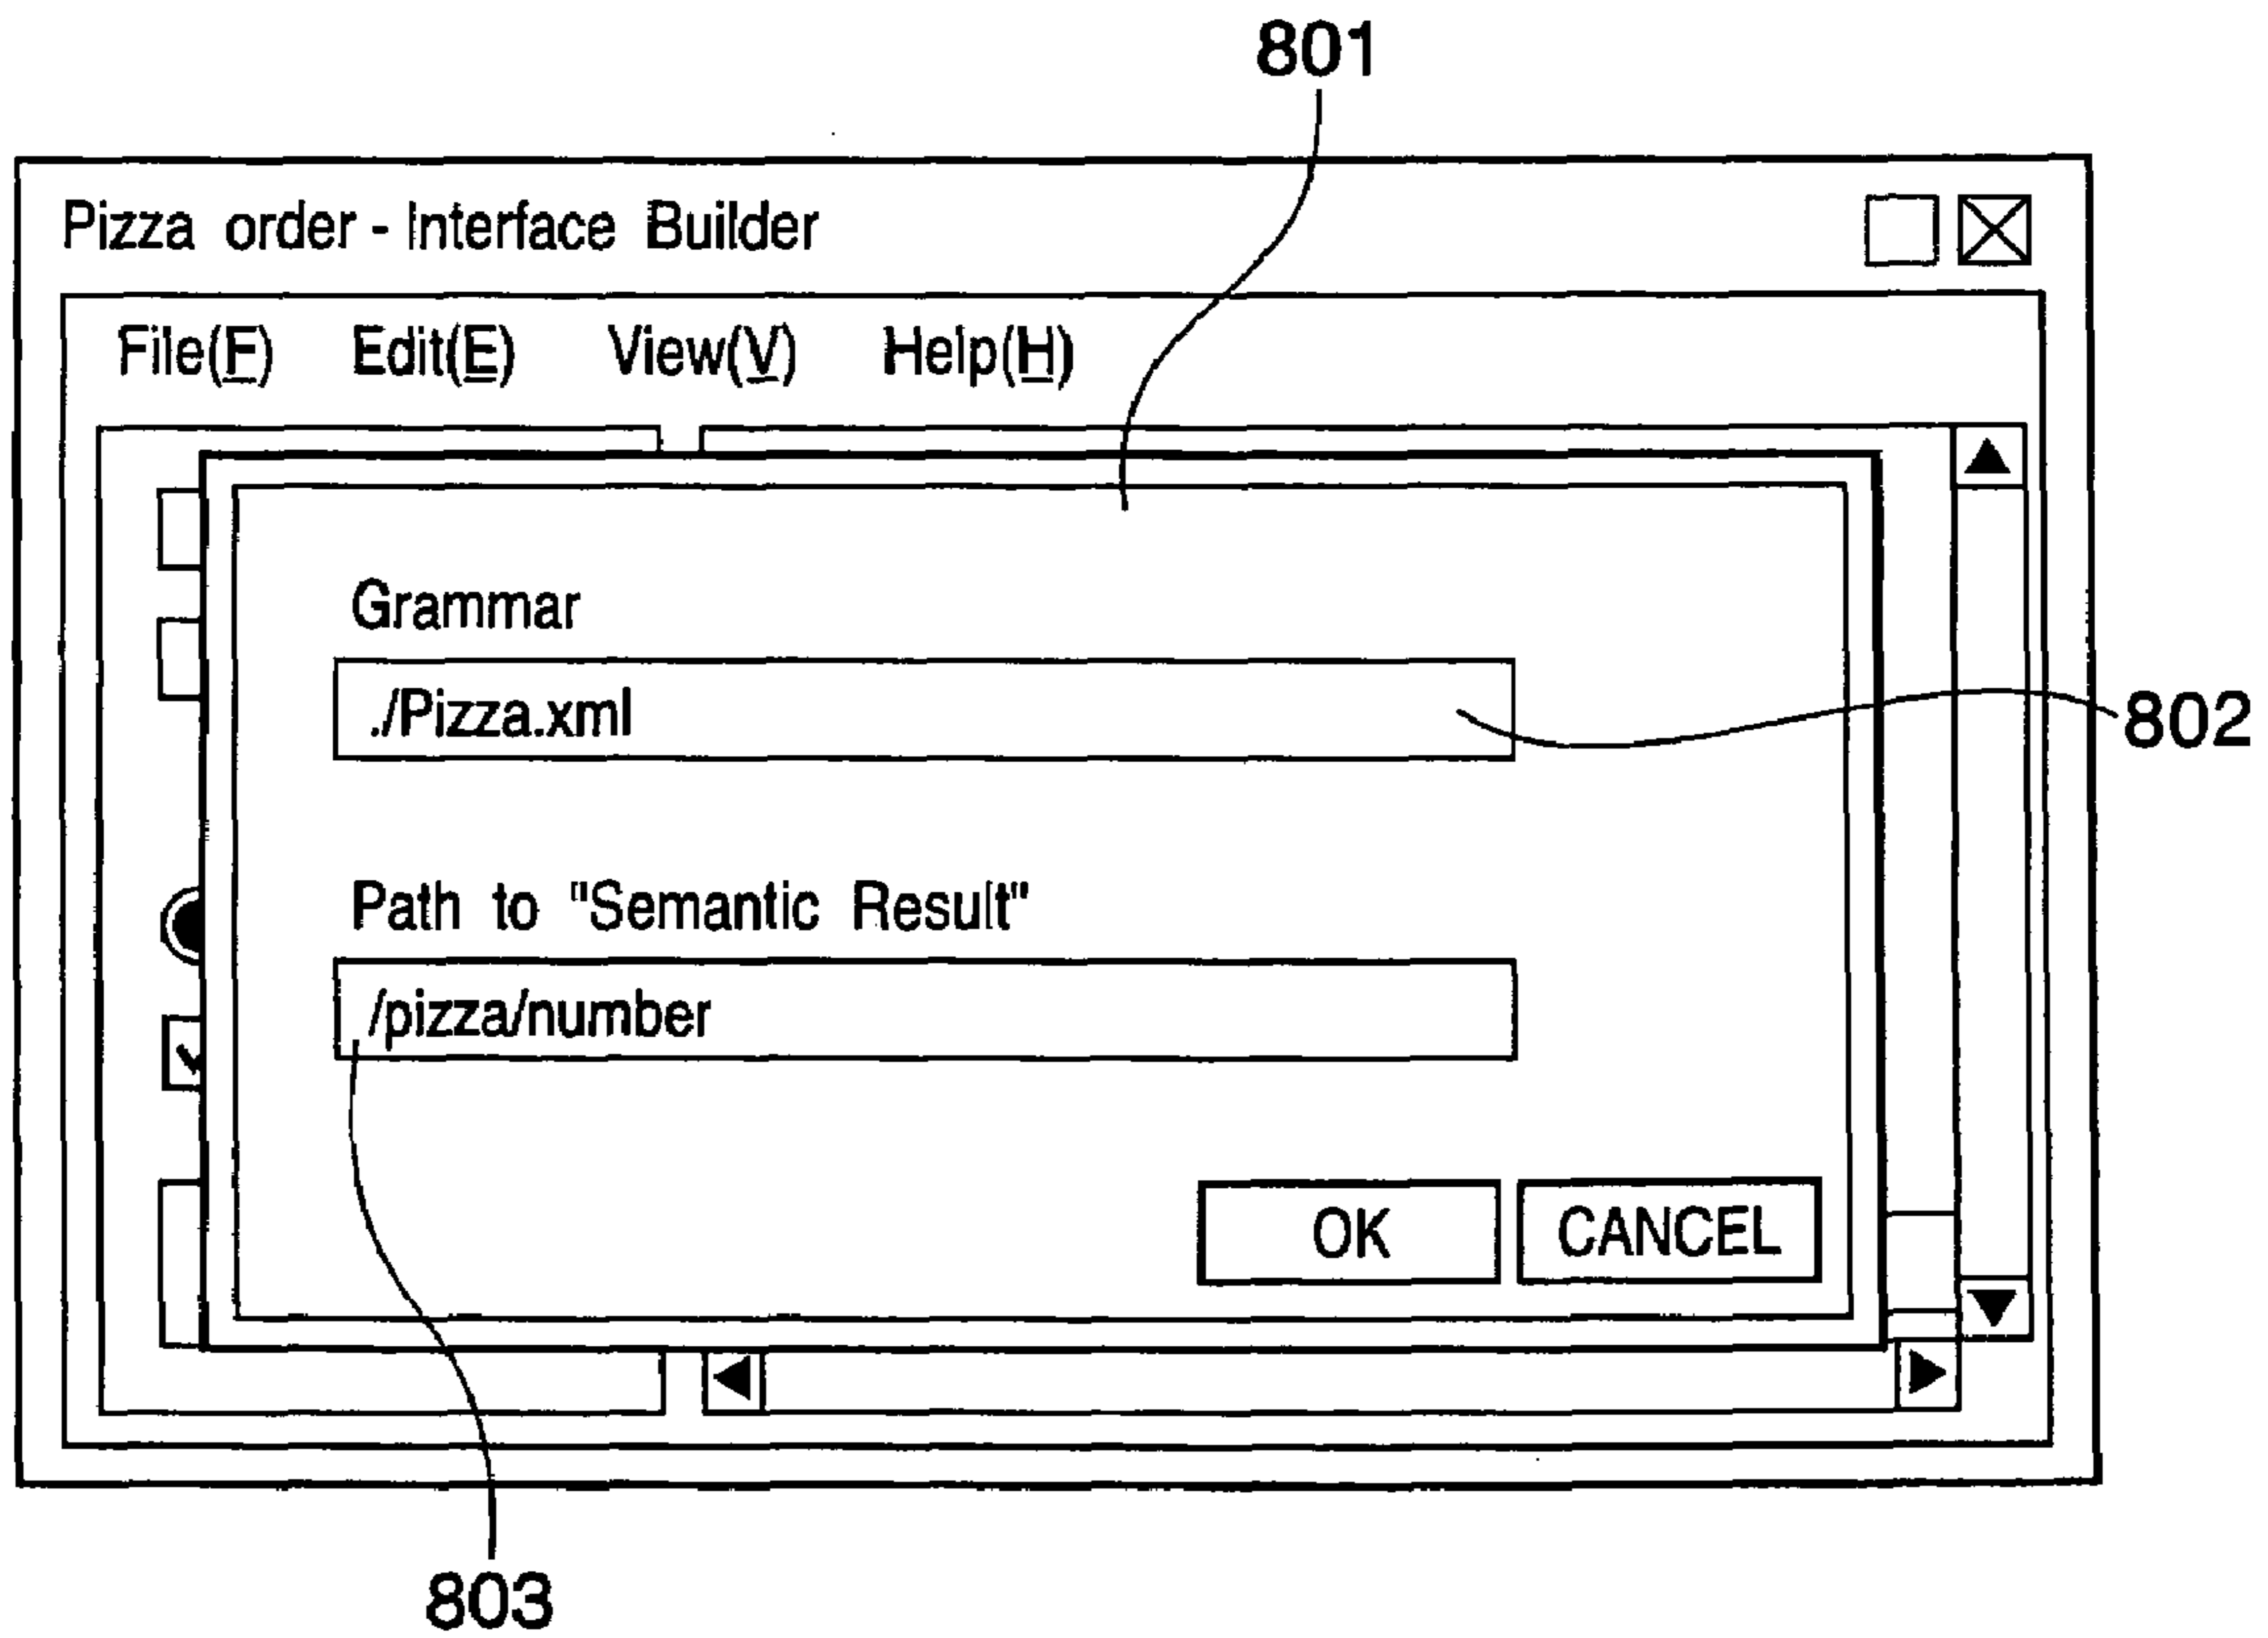 801
Pizza order - Interface Builder
File(F) Edit(E) View(V) Help(H)
Grammar
./Pizza.xml
802
Path to "Semantic Result"
/pizza/number
OK CANCEL
803